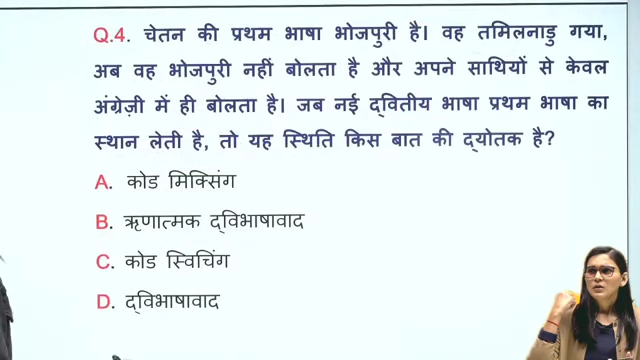 Q.4. चेतन की प्रथम भाषा भोजपुरी है। वह तमिलनाडु गया,
अब वह भोजपुरी नहीं बोलता है और अपने साथियों से केवल
अंग्रेज़ी में ही बोलता है। जब नई द्वितीय भाषा प्रथम भाषा का
स्थान लेती है, तो यह स्थिति किस बात की द्योतक है?
A. कोड मिक्सिंग
B. ऋणात्मक द्विभाषावाद
C. कोड स्विचिंग
D. द्विभाषावाद